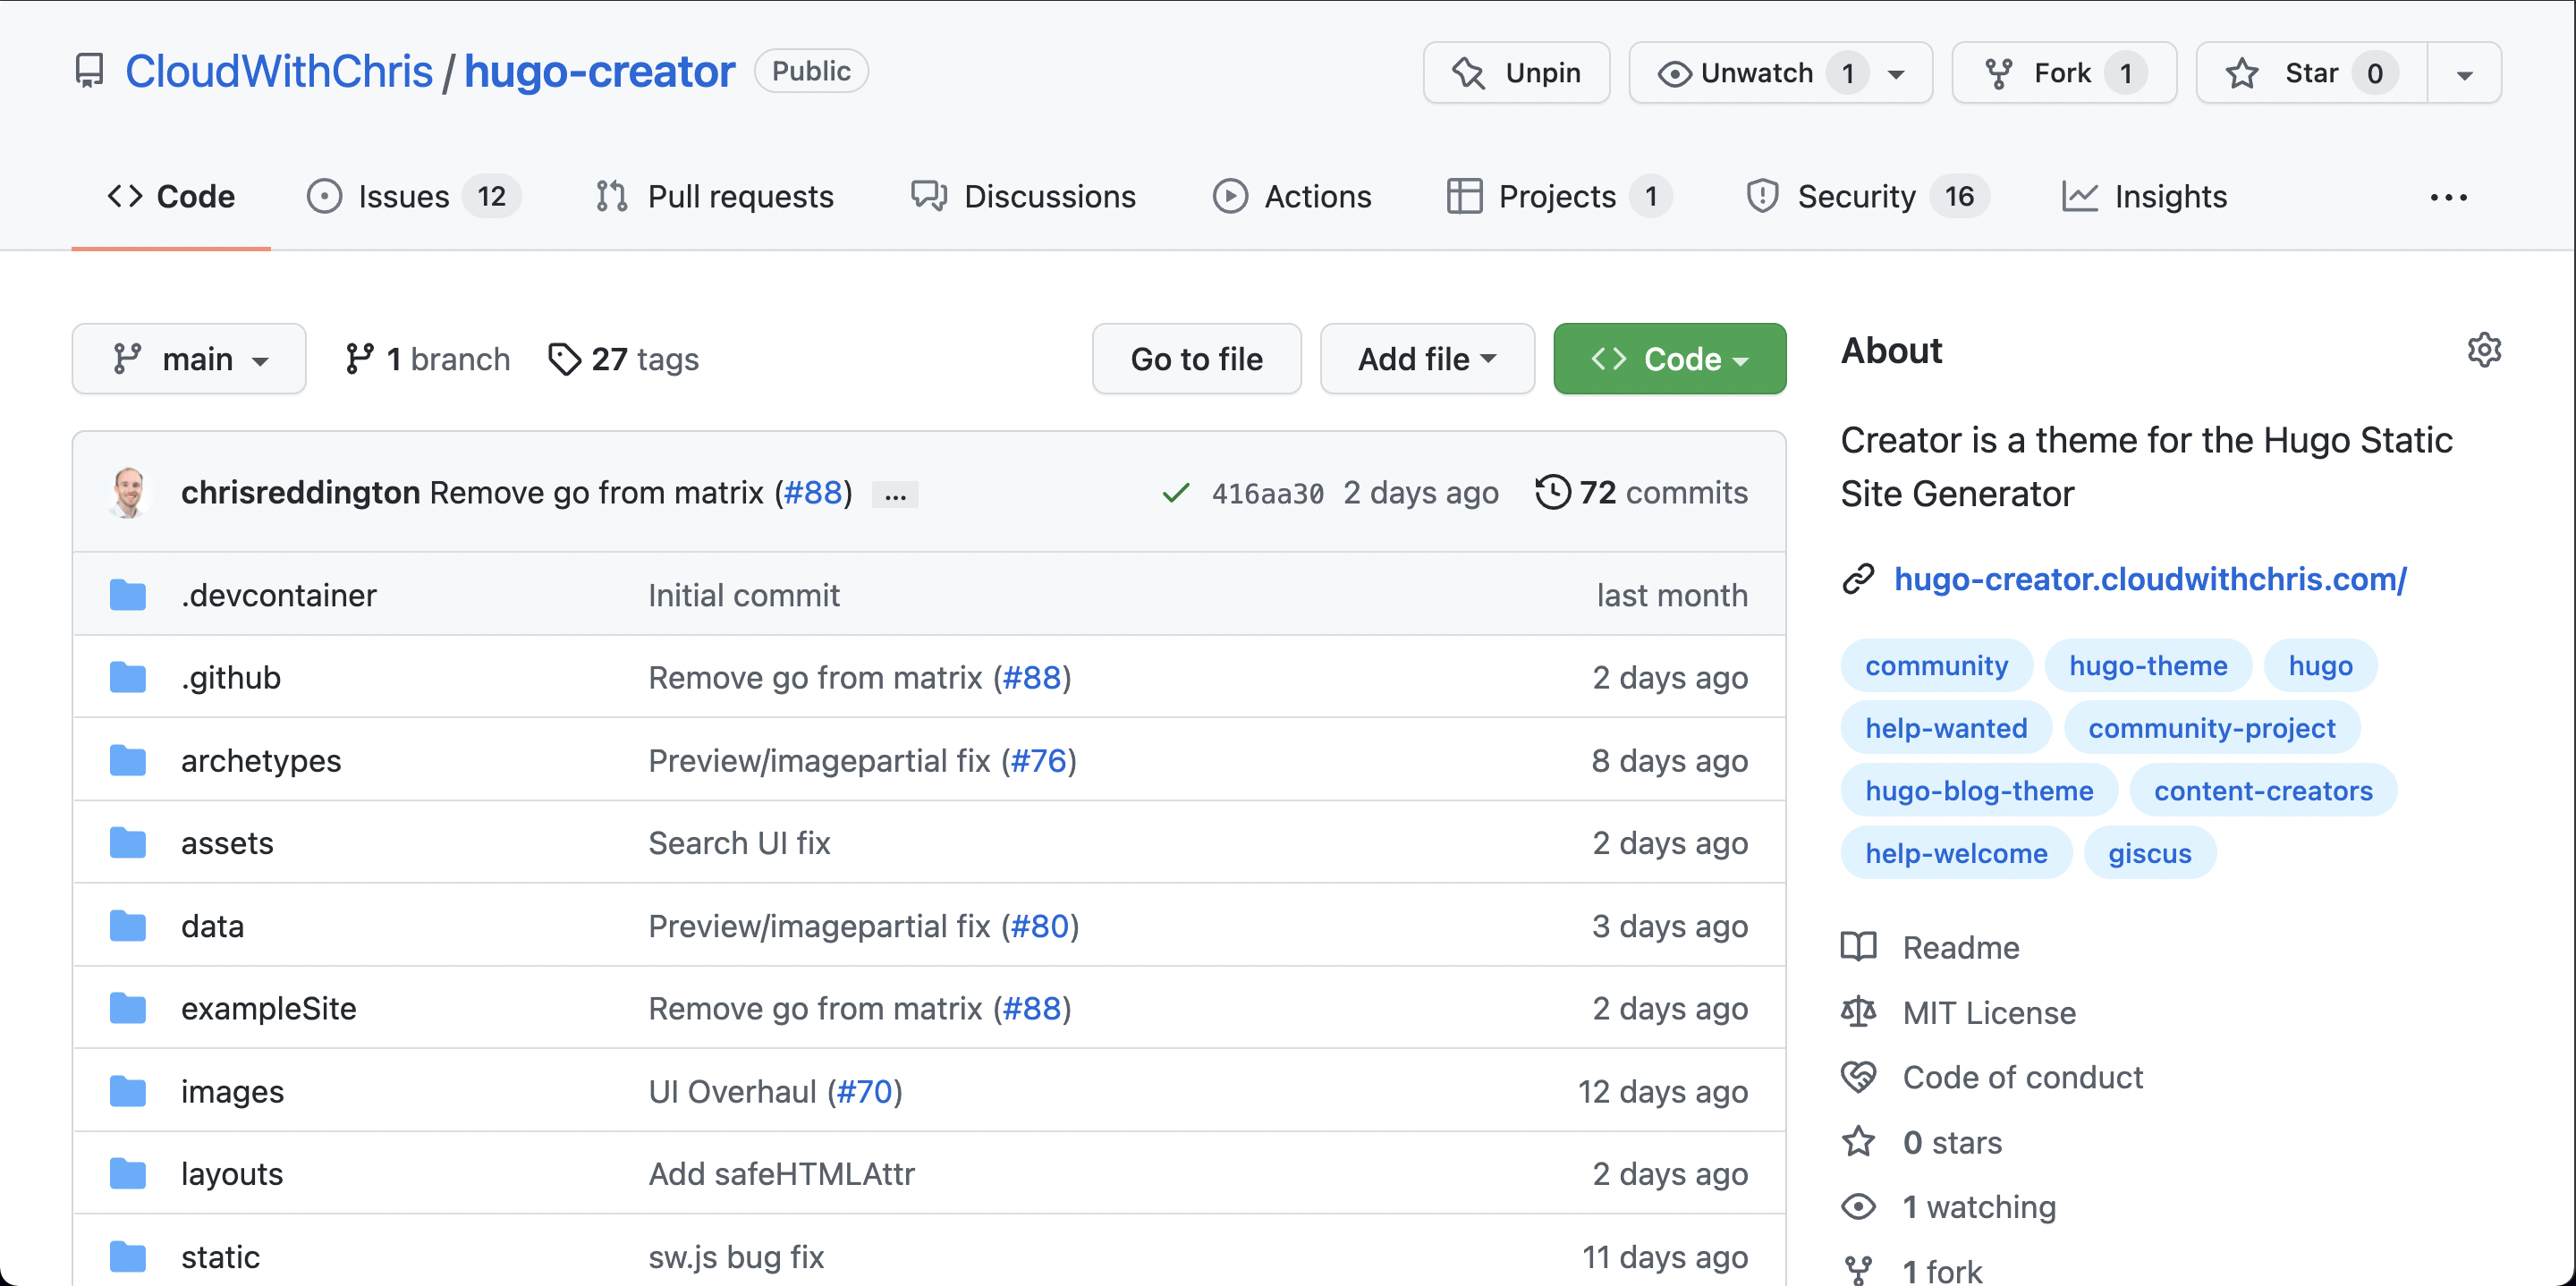 CloudWithChris / hugo-creator Public Unpin Unwatch 1 Fork 1 Star 0
Code Issues 12 Pull requests Discussions Actions Projects 1 Security 16 Insights ...
main 1 branch 27 tags Go to file Add file Code
chrisreddington Remove go from matrix (#88) ... 416aa30 2 days ago 72 commits
.devcontainer Initial commit last month
.github Remove go from matrix (#88) 2 days ago
archetypes Preview/imagepartial fix (#76) 8 days ago
assets Search UI fix 2 days ago
data Preview/imagepartial fix (#80) 3 days ago
exampleSite Remove go from matrix (#88) 2 days ago
images UI Overhaul (#70) 12 days ago
layouts Add safeHTMLAttr 2 days ago
static sw.js bug fix 11 days ago
About
Creator is a theme for the Hugo Static
Site Generator
hugo-creator.cloudwithchris.com/
community hugo-theme hugo
help-wanted community-project
hugo-blog-theme content-creators
help-welcome giscus
Readme
MIT License
Code of conduct
0 stars
1 watching
1 fork